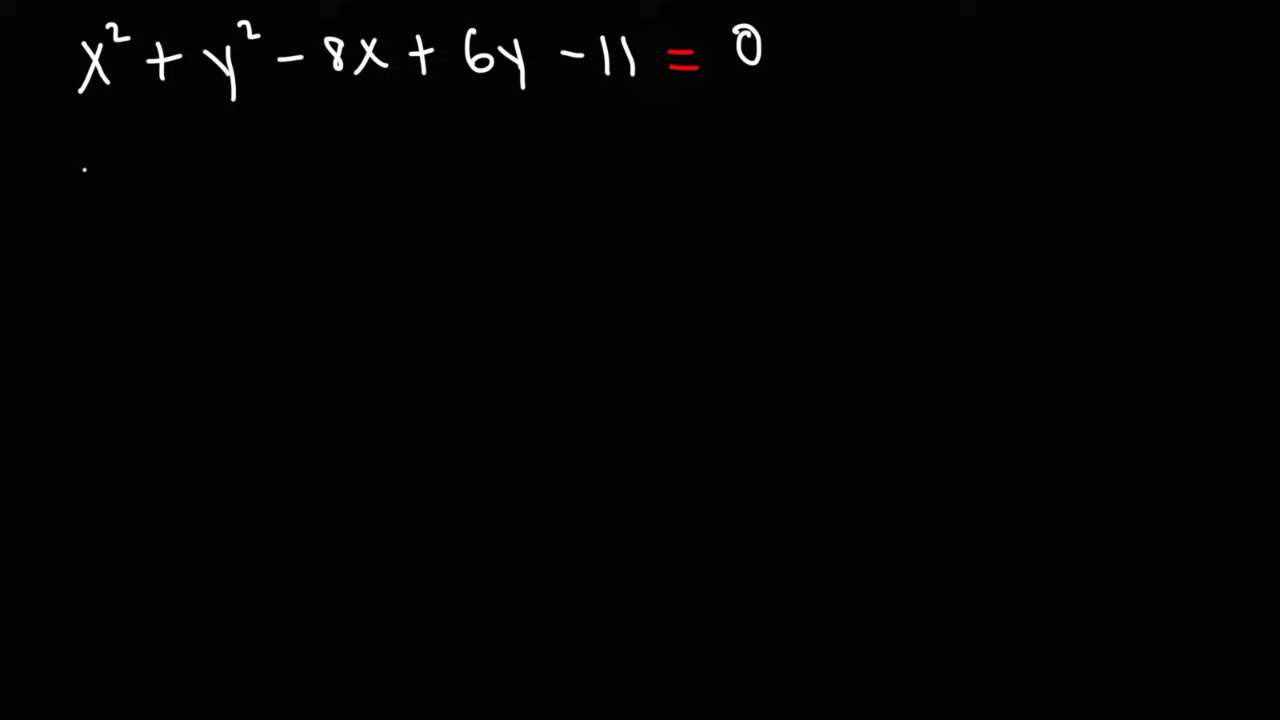 x² + y² - 8x + 6y - 11 = 0